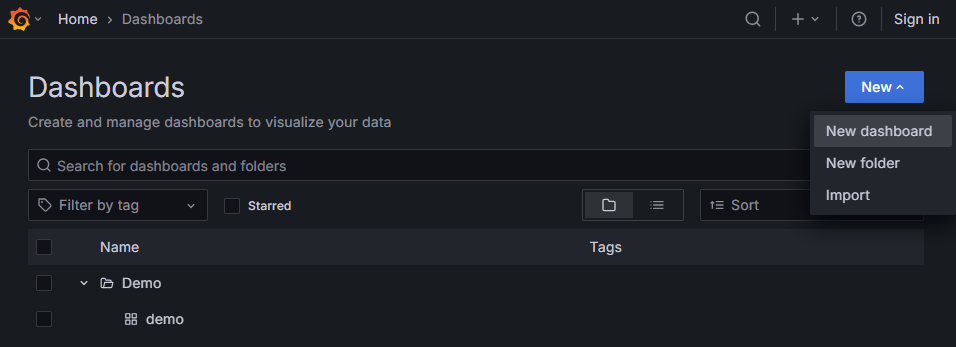 Home › Dashboards
Sign in
Dashboards
New
Create and manage dashboards to visualize your data
New dashboard
Search for dashboards and folders
New folder
Import
Filter by tag
Starred
Sort
Name
Tags
Demo
demo